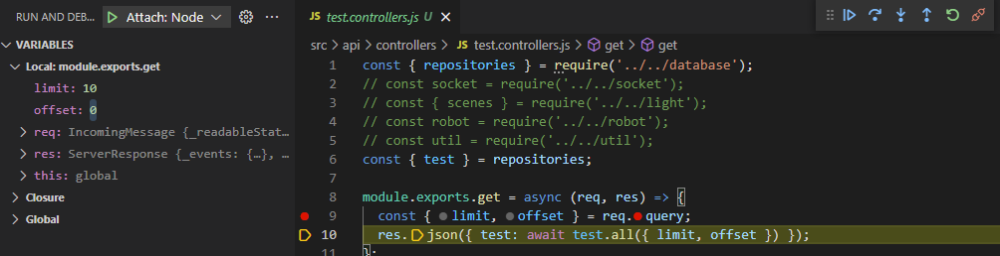 RUN AND DEB...
Attach: Node
test.controllers.js U
VARIABLES
Local: module.exports.get
limit: 10
offset: 0
req: IncomingMessage {_readableStat…
res: ServerResponse {_events: {…}, …
this: global
Closure
Global
src > api > controllers > JS test.controllers.js > get > get
1 const { repositories } = require('../../database');
2 // const socket = require('../../socket');
3 // const { scenes } = require('../../light');
4 // const robot = require('../../robot');
5 // const util = require('../../util');
6 const { test } = repositories;
7
8 module.exports.get = async (req, res) => {
9 const { limit, offset } = req.query;
10 res.json({ test: await test.all({ limit, offset }) });
11 };